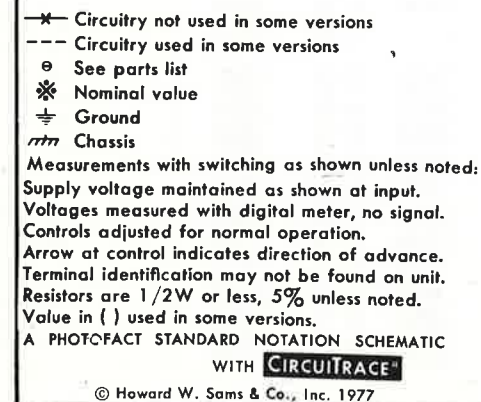 Circuitry not used in some versions
Circuitry used in some versions
See parts list
Nominal value
Ground
Chassis
Measurements with switching as shown unless noted:
Supply voltage maintained as shown at input.
Voltages measured with digital meter, no signal.
Controls adjusted for normal operation.
Arrow at control indicates direction of advance.
Terminal identification may not be found on unit.
Resistors are 1/2W or less, 5% unless noted.
Value in ( ) used in some versions.
A PHOTOFACT STANDARD NOTATION SCHEMATIC
WITH CIRCUITRACE
© Howard W. Sams & Co., Inc. 1977